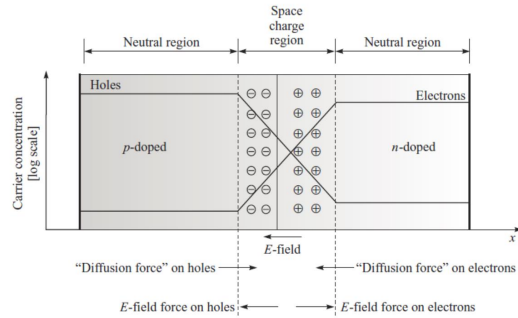 Space
charge
region
Neutral region
Neutral region
Carrier concentration
[log scale]
Holes
Electrons
p-doped
n-doped
E-field
x
"Diffusion force" on holes
"Diffusion force" on electrons
E-field force on holes
E-field force on electrons